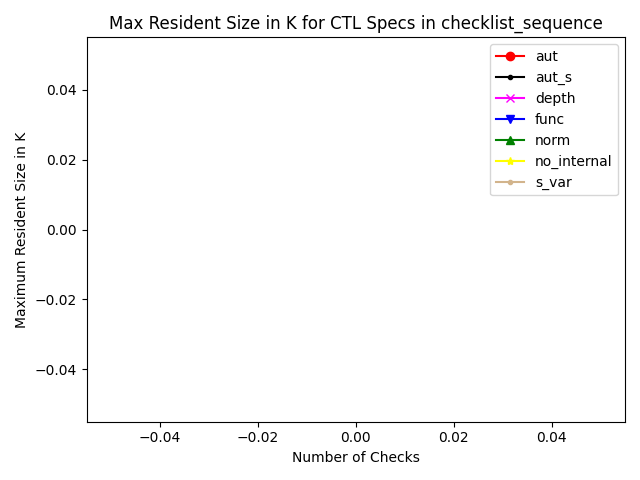 Max Resident Size in K for CTL Specs in checklist_sequence
aut
aut_s
depth
func
norm
no_internal
s_var
0.04
0.02
0.00
−0.02
−0.04
Maximum Resident Size in K
−0.04 −0.02 0.00 0.02 0.04
Number of Checks